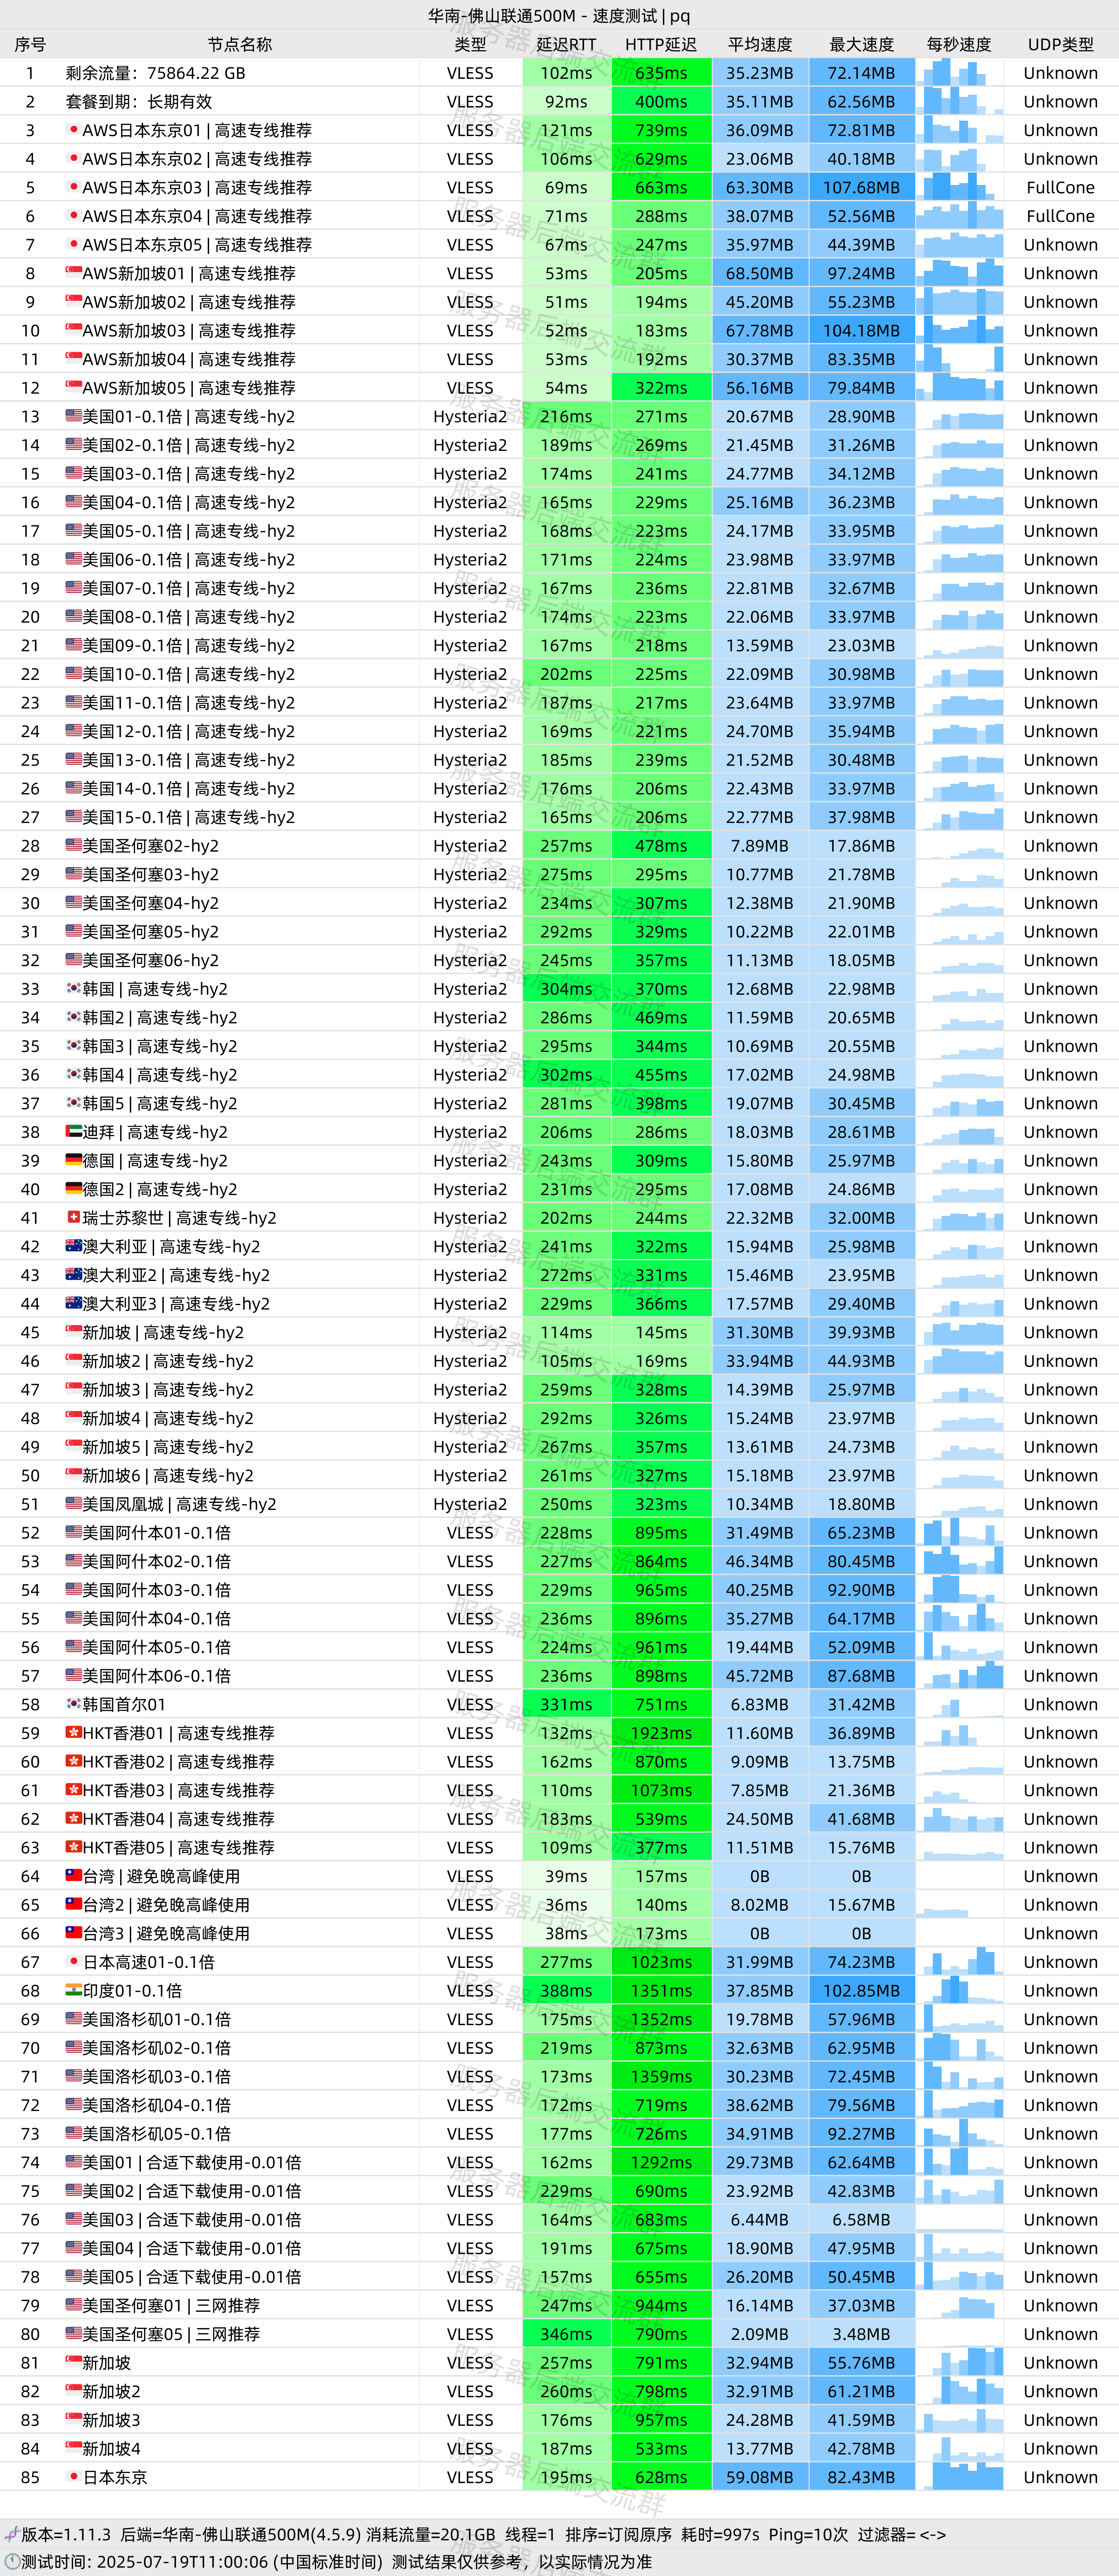 华南-佛山联通500M - 速度测试 | pq
序号 节点名称 类型 延迟RTT HTTP延迟 平均速度 最大速度 每秒速度 UDP类型
1 剩余流量：75864.22 GB VLESS 102ms 635ms 35.23MB 72.14MB Unknown
2 套餐到期：长期有效 VLESS 92ms 400ms 35.11MB 62.56MB Unknown
3 AWS日本东京01 | 高速专线推荐 VLESS 121ms 739ms 36.09MB 72.81MB Unknown
4 AWS日本东京02 | 高速专线推荐 VLESS 106ms 629ms 23.06MB 40.18MB Unknown
5 AWS日本东京03 | 高速专线推荐 VLESS 69ms 663ms 63.30MB 107.68MB FullCone
6 AWS日本东京04 | 高速专线推荐 VLESS 71ms 288ms 38.07MB 52.56MB FullCone
7 AWS日本东京05 | 高速专线推荐 VLESS 67ms 247ms 35.97MB 44.39MB Unknown
8 AWS新加坡01 | 高速专线推荐 VLESS 53ms 205ms 68.50MB 97.24MB Unknown
9 AWS新加坡02 | 高速专线推荐 VLESS 51ms 194ms 45.20MB 55.23MB Unknown
10 AWS新加坡03 | 高速专线推荐 VLESS 52ms 183ms 67.78MB 104.18MB Unknown
11 AWS新加坡04 | 高速专线推荐 VLESS 53ms 192ms 30.37MB 83.35MB Unknown
12 AWS新加坡05 | 高速专线推荐 VLESS 54ms 322ms 56.16MB 79.84MB Unknown
13 美国01-0.1倍 | 高速专线-hy2 Hysteria2 216ms 271ms 20.67MB 28.90MB Unknown
14 美国02-0.1倍 | 高速专线-hy2 Hysteria2 189ms 269ms 21.45MB 31.26MB Unknown
15 美国03-0.1倍 | 高速专线-hy2 Hysteria2 174ms 241ms 24.77MB 34.12MB Unknown
16 美国04-0.1倍 | 高速专线-hy2 Hysteria2 165ms 229ms 25.16MB 36.23MB Unknown
17 美国05-0.1倍 | 高速专线-hy2 Hysteria2 168ms 223ms 24.17MB 33.95MB Unknown
18 美国06-0.1倍 | 高速专线-hy2 Hysteria2 171ms 224ms 23.98MB 33.97MB Unknown
19 美国07-0.1倍 | 高速专线-hy2 Hysteria2 167ms 236ms 22.81MB 32.67MB Unknown
20 美国08-0.1倍 | 高速专线-hy2 Hysteria2 174ms 223ms 22.06MB 33.97MB Unknown
21 美国09-0.1倍 | 高速专线-hy2 Hysteria2 167ms 218ms 13.59MB 23.03MB Unknown
22 美国10-0.1倍 | 高速专线-hy2 Hysteria2 202ms 225ms 22.09MB 30.98MB Unknown
23 美国11-0.1倍 | 高速专线-hy2 Hysteria2 187ms 217ms 23.64MB 33.97MB Unknown
24 美国12-0.1倍 | 高速专线-hy2 Hysteria2 169ms 221ms 24.70MB 35.94MB Unknown
25 美国13-0.1倍 | 高速专线-hy2 Hysteria2 185ms 239ms 21.52MB 30.48MB Unknown
26 美国14-0.1倍 | 高速专线-hy2 Hysteria2 176ms 206ms 22.43MB 33.97MB Unknown
27 美国15-0.1倍 | 高速专线-hy2 Hysteria2 165ms 206ms 22.77MB 37.98MB Unknown
28 美国圣何塞02-hy2 Hysteria2 257ms 478ms 7.89MB 17.86MB Unknown
29 美国圣何塞03-hy2 Hysteria2 275ms 295ms 10.77MB 21.78MB Unknown
30 美国圣何塞04-hy2 Hysteria2 234ms 307ms 12.38MB 21.90MB Unknown
31 美国圣何塞05-hy2 Hysteria2 292ms 329ms 10.22MB 22.01MB Unknown
32 美国圣何塞06-hy2 Hysteria2 245ms 357ms 11.13MB 18.05MB Unknown
33 韩国 | 高速专线-hy2 Hysteria2 304ms 370ms 12.68MB 22.98MB Unknown
34 韩国2 | 高速专线-hy2 Hysteria2 286ms 469ms 11.59MB 20.65MB Unknown
35 韩国3 | 高速专线-hy2 Hysteria2 295ms 344ms 10.69MB 20.55MB Unknown
36 韩国4 | 高速专线-hy2 Hysteria2 302ms 455ms 17.02MB 24.98MB Unknown
37 韩国5 | 高速专线-hy2 Hysteria2 281ms 398ms 19.07MB 30.45MB Unknown
38 迪拜 | 高速专线-hy2 Hysteria2 206ms 286ms 18.03MB 28.61MB Unknown
39 德国 | 高速专线-hy2 Hysteria2 243ms 309ms 15.80MB 25.97MB Unknown
40 德国2 | 高速专线-hy2 Hysteria2 231ms 295ms 17.08MB 24.86MB Unknown
41 瑞士苏黎世 | 高速专线-hy2 Hysteria2 202ms 244ms 22.32MB 32.00MB Unknown
42 澳大利亚 | 高速专线-hy2 Hysteria2 241ms 322ms 15.94MB 25.98MB Unknown
43 澳大利亚2 | 高速专线-hy2 Hysteria2 272ms 331ms 15.46MB 23.95MB Unknown
44 澳大利亚3 | 高速专线-hy2 Hysteria2 229ms 366ms 17.57MB 29.40MB Unknown
45 新加坡 | 高速专线-hy2 Hysteria2 114ms 145ms 31.30MB 39.93MB Unknown
46 新加坡2 | 高速专线-hy2 Hysteria2 105ms 169ms 33.94MB 44.93MB Unknown
47 新加坡3 | 高速专线-hy2 Hysteria2 259ms 328ms 14.39MB 25.97MB Unknown
48 新加坡4 | 高速专线-hy2 Hysteria2 292ms 326ms 15.24MB 23.97MB Unknown
49 新加坡5 | 高速专线-hy2 Hysteria2 267ms 357ms 13.61MB 24.73MB Unknown
50 新加坡6 | 高速专线-hy2 Hysteria2 261ms 327ms 15.18MB 23.97MB Unknown
51 美国凤凰城 | 高速专线-hy2 Hysteria2 250ms 323ms 10.34MB 18.80MB Unknown
52 美国阿什本01-0.1倍 VLESS 228ms 895ms 31.49MB 65.23MB Unknown
53 美国阿什本02-0.1倍 VLESS 227ms 864ms 46.34MB 80.45MB Unknown
54 美国阿什本03-0.1倍 VLESS 229ms 965ms 40.25MB 92.90MB Unknown
55 美国阿什本04-0.1倍 VLESS 236ms 896ms 35.27MB 64.17MB Unknown
56 美国阿什本05-0.1倍 VLESS 224ms 961ms 19.44MB 52.09MB Unknown
57 美国阿什本06-0.1倍 VLESS 236ms 898ms 45.72MB 87.68MB Unknown
58 韩国首尔01 VLESS 331ms 751ms 6.83MB 31.42MB Unknown
59 HKT香港01 | 高速专线推荐 VLESS 132ms 1923ms 11.60MB 36.89MB Unknown
60 HKT香港02 | 高速专线推荐 VLESS 162ms 870ms 9.09MB 13.75MB Unknown
61 HKT香港03 | 高速专线推荐 VLESS 110ms 1073ms 7.85MB 21.36MB Unknown
62 HKT香港04 | 高速专线推荐 VLESS 183ms 539ms 24.50MB 41.68MB Unknown
63 HKT香港05 | 高速专线推荐 VLESS 109ms 377ms 11.51MB 15.76MB Unknown
64 台湾 | 避免晚高峰使用 VLESS 39ms 157ms 0B 0B Unknown
65 台湾2 | 避免晚高峰使用 VLESS 36ms 140ms 8.02MB 15.67MB Unknown
66 台湾3 | 避免晚高峰使用 VLESS 38ms 173ms 0B 0B Unknown
67 日本高速01-0.1倍 VLESS 277ms 1023ms 31.99MB 74.23MB Unknown
68 印度01-0.1倍 VLESS 388ms 1351ms 37.85MB 102.85MB Unknown
69 美国洛杉矶01-0.1倍 VLESS 175ms 1352ms 19.78MB 57.96MB Unknown
70 美国洛杉矶02-0.1倍 VLESS 219ms 873ms 32.63MB 62.95MB Unknown
71 美国洛杉矶03-0.1倍 VLESS 173ms 1359ms 30.23MB 72.45MB Unknown
72 美国洛杉矶04-0.1倍 VLESS 172ms 719ms 38.62MB 79.56MB Unknown
73 美国洛杉矶05-0.1倍 VLESS 177ms 726ms 34.91MB 92.27MB Unknown
74 美国01 | 合适下载使用-0.01倍 VLESS 162ms 1292ms 29.73MB 62.64MB Unknown
75 美国02 | 合适下载使用-0.01倍 VLESS 229ms 690ms 23.92MB 42.83MB Unknown
76 美国03 | 合适下载使用-0.01倍 VLESS 164ms 683ms 6.44MB 6.58MB Unknown
77 美国04 | 合适下载使用-0.01倍 VLESS 191ms 675ms 18.90MB 47.95MB Unknown
78 美国05 | 合适下载使用-0.01倍 VLESS 157ms 655ms 26.20MB 50.45MB Unknown
79 美国圣何塞01 | 三网推荐 VLESS 247ms 944ms 16.14MB 37.03MB Unknown
80 美国圣何塞05 | 三网推荐 VLESS 346ms 790ms 2.09MB 3.48MB Unknown
81 新加坡 VLESS 257ms 791ms 32.94MB 55.76MB Unknown
82 新加坡2 VLESS 260ms 798ms 32.91MB 61.21MB Unknown
83 新加坡3 VLESS 176ms 957ms 24.28MB 41.59MB Unknown
84 新加坡4 VLESS 187ms 533ms 13.77MB 42.78MB Unknown
85 日本东京 VLESS 195ms 628ms 59.08MB 82.43MB Unknown
版本=1.11.3 后端=华南-佛山联通500M(4.5.9) 消耗流量=20.1GB 线程=1 排序=订阅原序 耗时=997s Ping=10次 过滤器= <->
测试时间: 2025-07-19T11:00:06 (中国标准时间) 测试结果仅供参考，以实际情况为准
服务器后端交流群